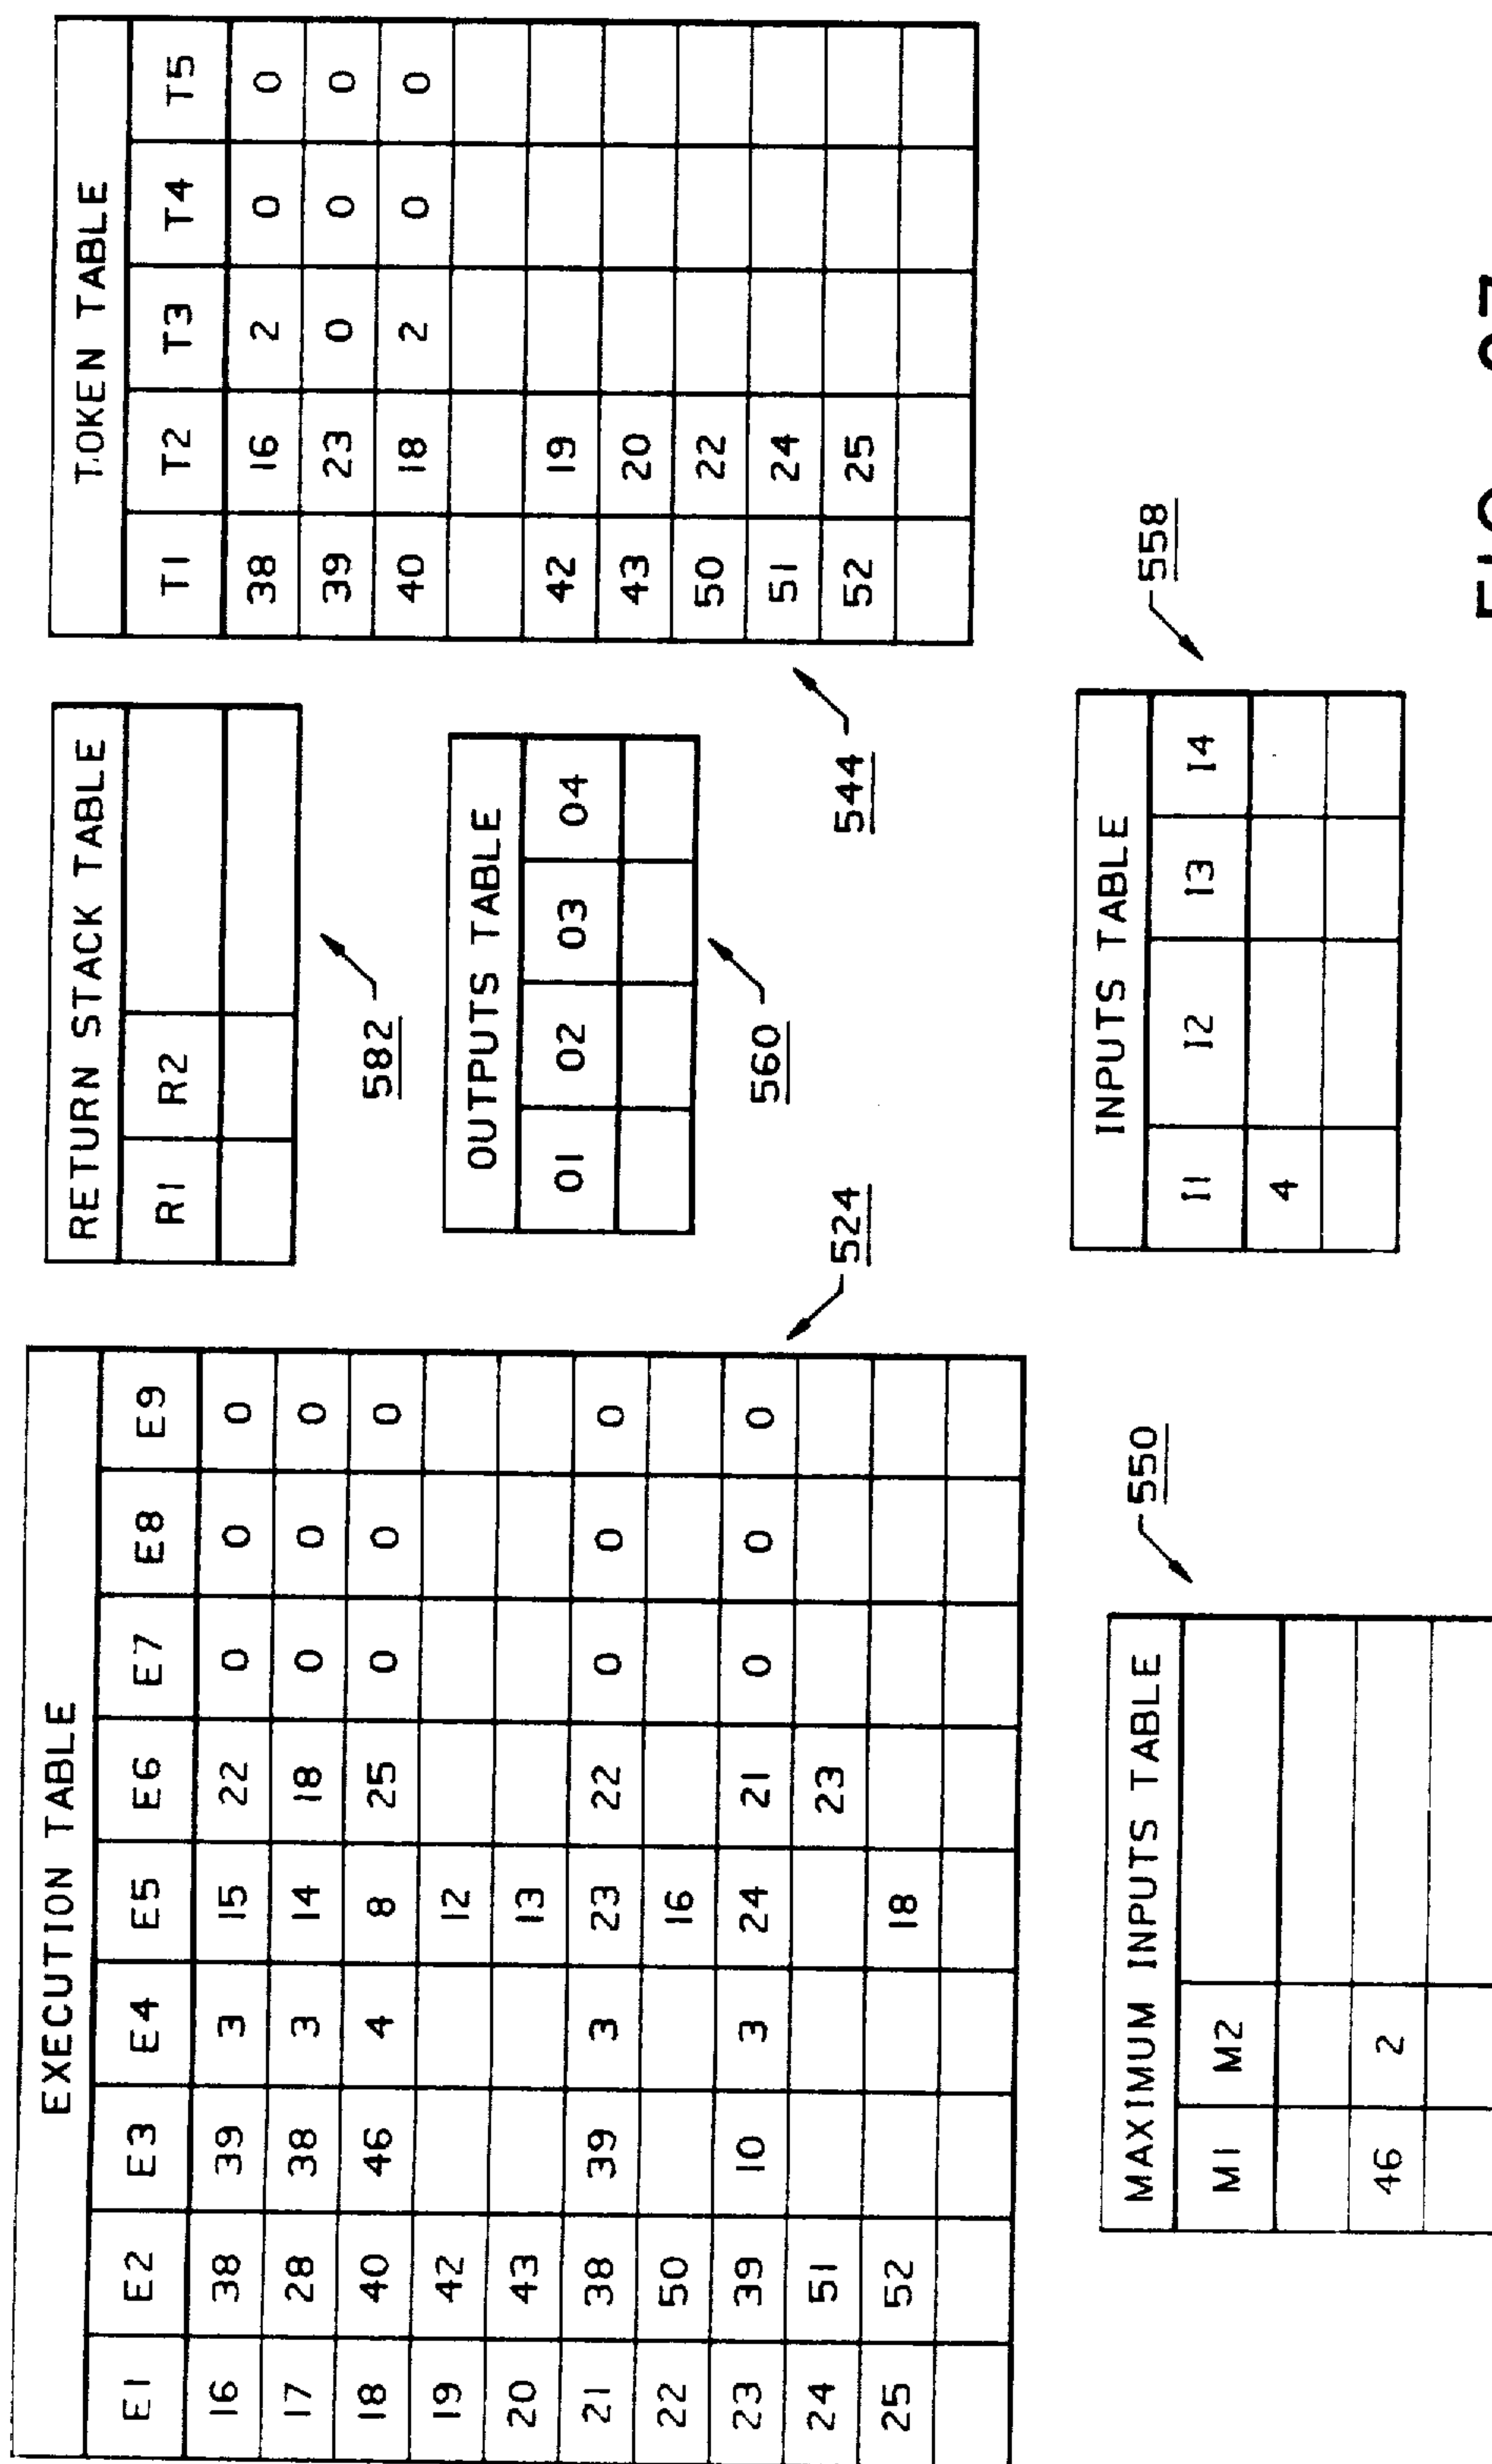 EXECUTION TABLE
E1 E2 E3 E4 E5 E6 E7 E8 E9
16 38 39 3 15 22 0 0 0
17 28 38 3 14 18 0 0 0
18 40 46 4 8 25 0 0 0
19 42 12
20 43 13
21 38 39 3 23 22 0 0 0
22 50 16
23 39 10 3 24 21 0 0 0
24 51 23
25 52 18
524
RETURN STACK TABLE
R1 R2
582
OUTPUTS TABLE
01 02 03 04
560
TOKEN TABLE
T1 T2 T3 T4 T5
38 16 2 0 0
39 23 0 0 0
40 18 2 0 0
42 19
43 20
50 22
51 24
52 25
544
MAXIMUM INPUTS TABLE
M1 M2
46 2
550
INPUTS TABLE
I1 I2 I3 I4
4
558